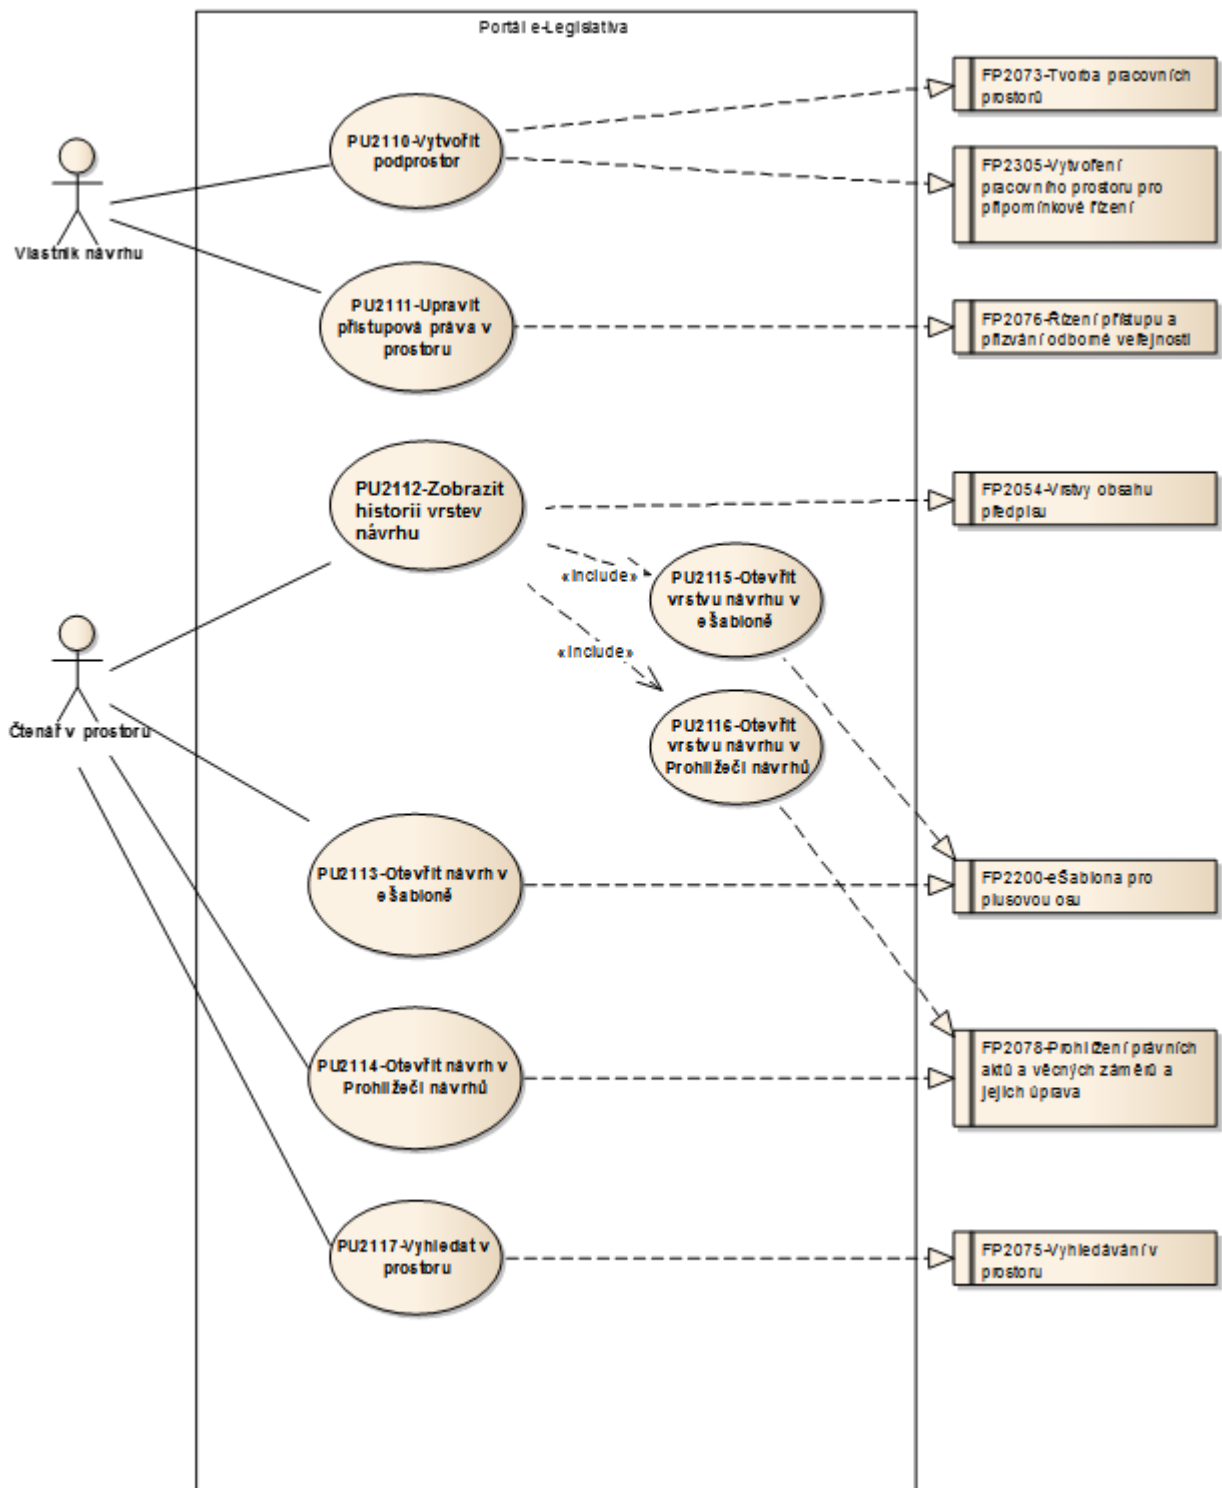 Portál e-Legislativa
FP2073-Tvorba pracovních
prostorů
PU2110-Vytvořit
podprostor
FP2305-Vytvoření
pracovního prostoru pro
připomínkové řízení
Vlastník návrhu
PU2111-Upravit
přístupová práva v
prostoru
FP2076-Řízení přístupu a
přizvání odborné veřejnosti
PU2112-Zobrazit
historii vrstev
návrhu
FP2054-Vrstvy obsahu
předpisu
«include»
PU2115-Otevřít
vrstvu návrhu v
eŠabloně
«include»
Čtenář v prostoru
PU2116-Otevřít
vrstvu návrhu v
Prohlížeči návrhů
PU2113-Otevřít návrh v
eŠabloně
FP2200-eŠablona pro
plusovou osu
PU2114-Otevřít návrh v
Prohlížeči návrhů
FP2078-Prohlížení právních
aktů a věcných záměrů a
jejich úprava
PU2117-Vyhledat v
prostoru
FP2075-Vyhledávání v
prostoru